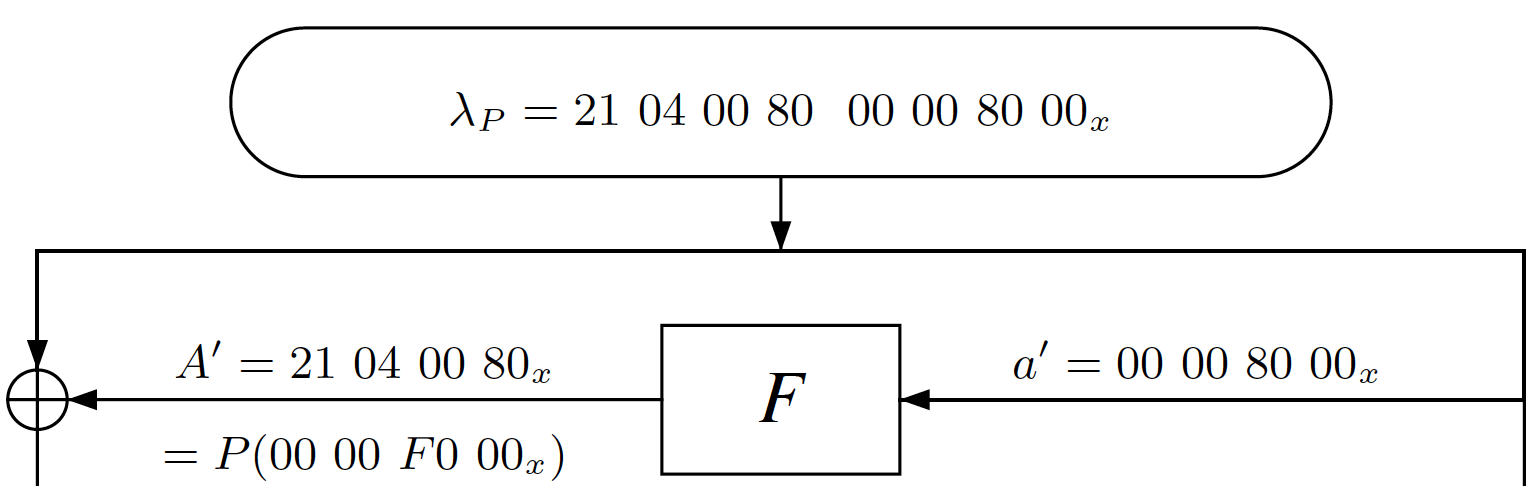 λ_P = 21 04 00 80 00 00 80 00_x
A′ = 21 04 00 80_x
F
a′ = 00 00 80 00_x
= P(00 00 F0 00_x)